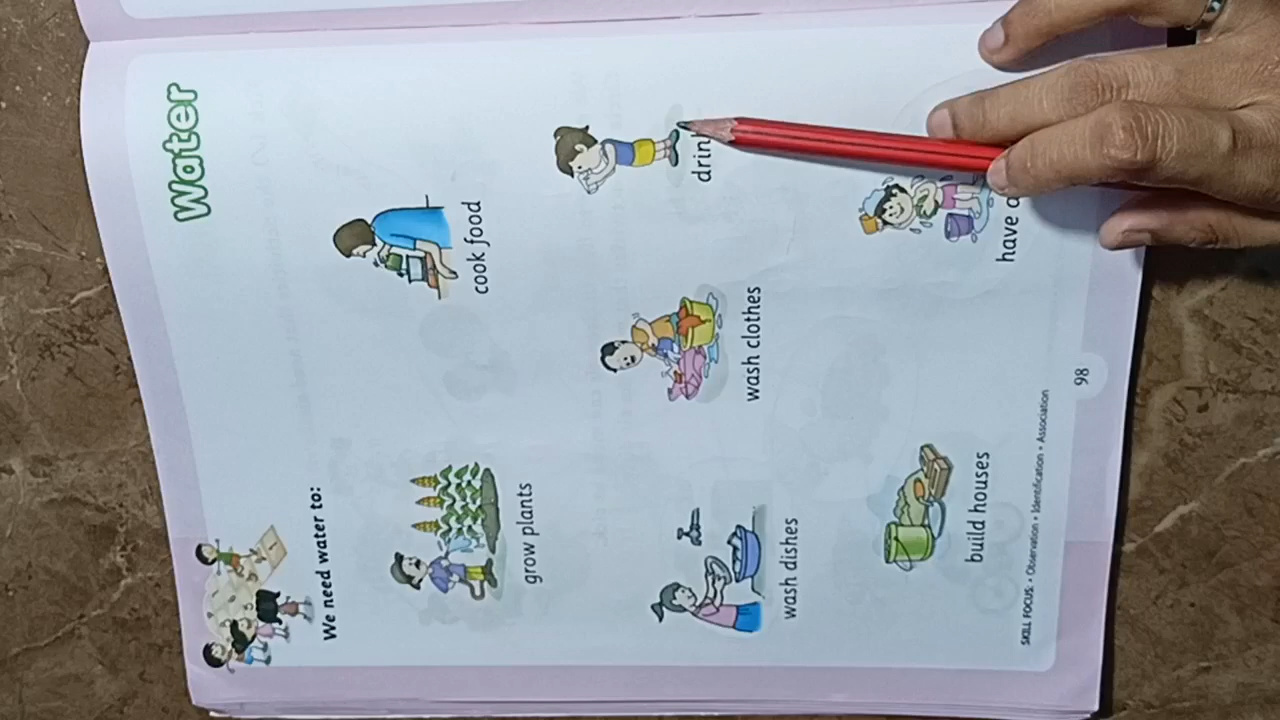 Water
We need water to:
grow plants
cook food
wash dishes
wash clothes
build houses
have
SKILL FOCUS: • Observation • Identification • Association
98